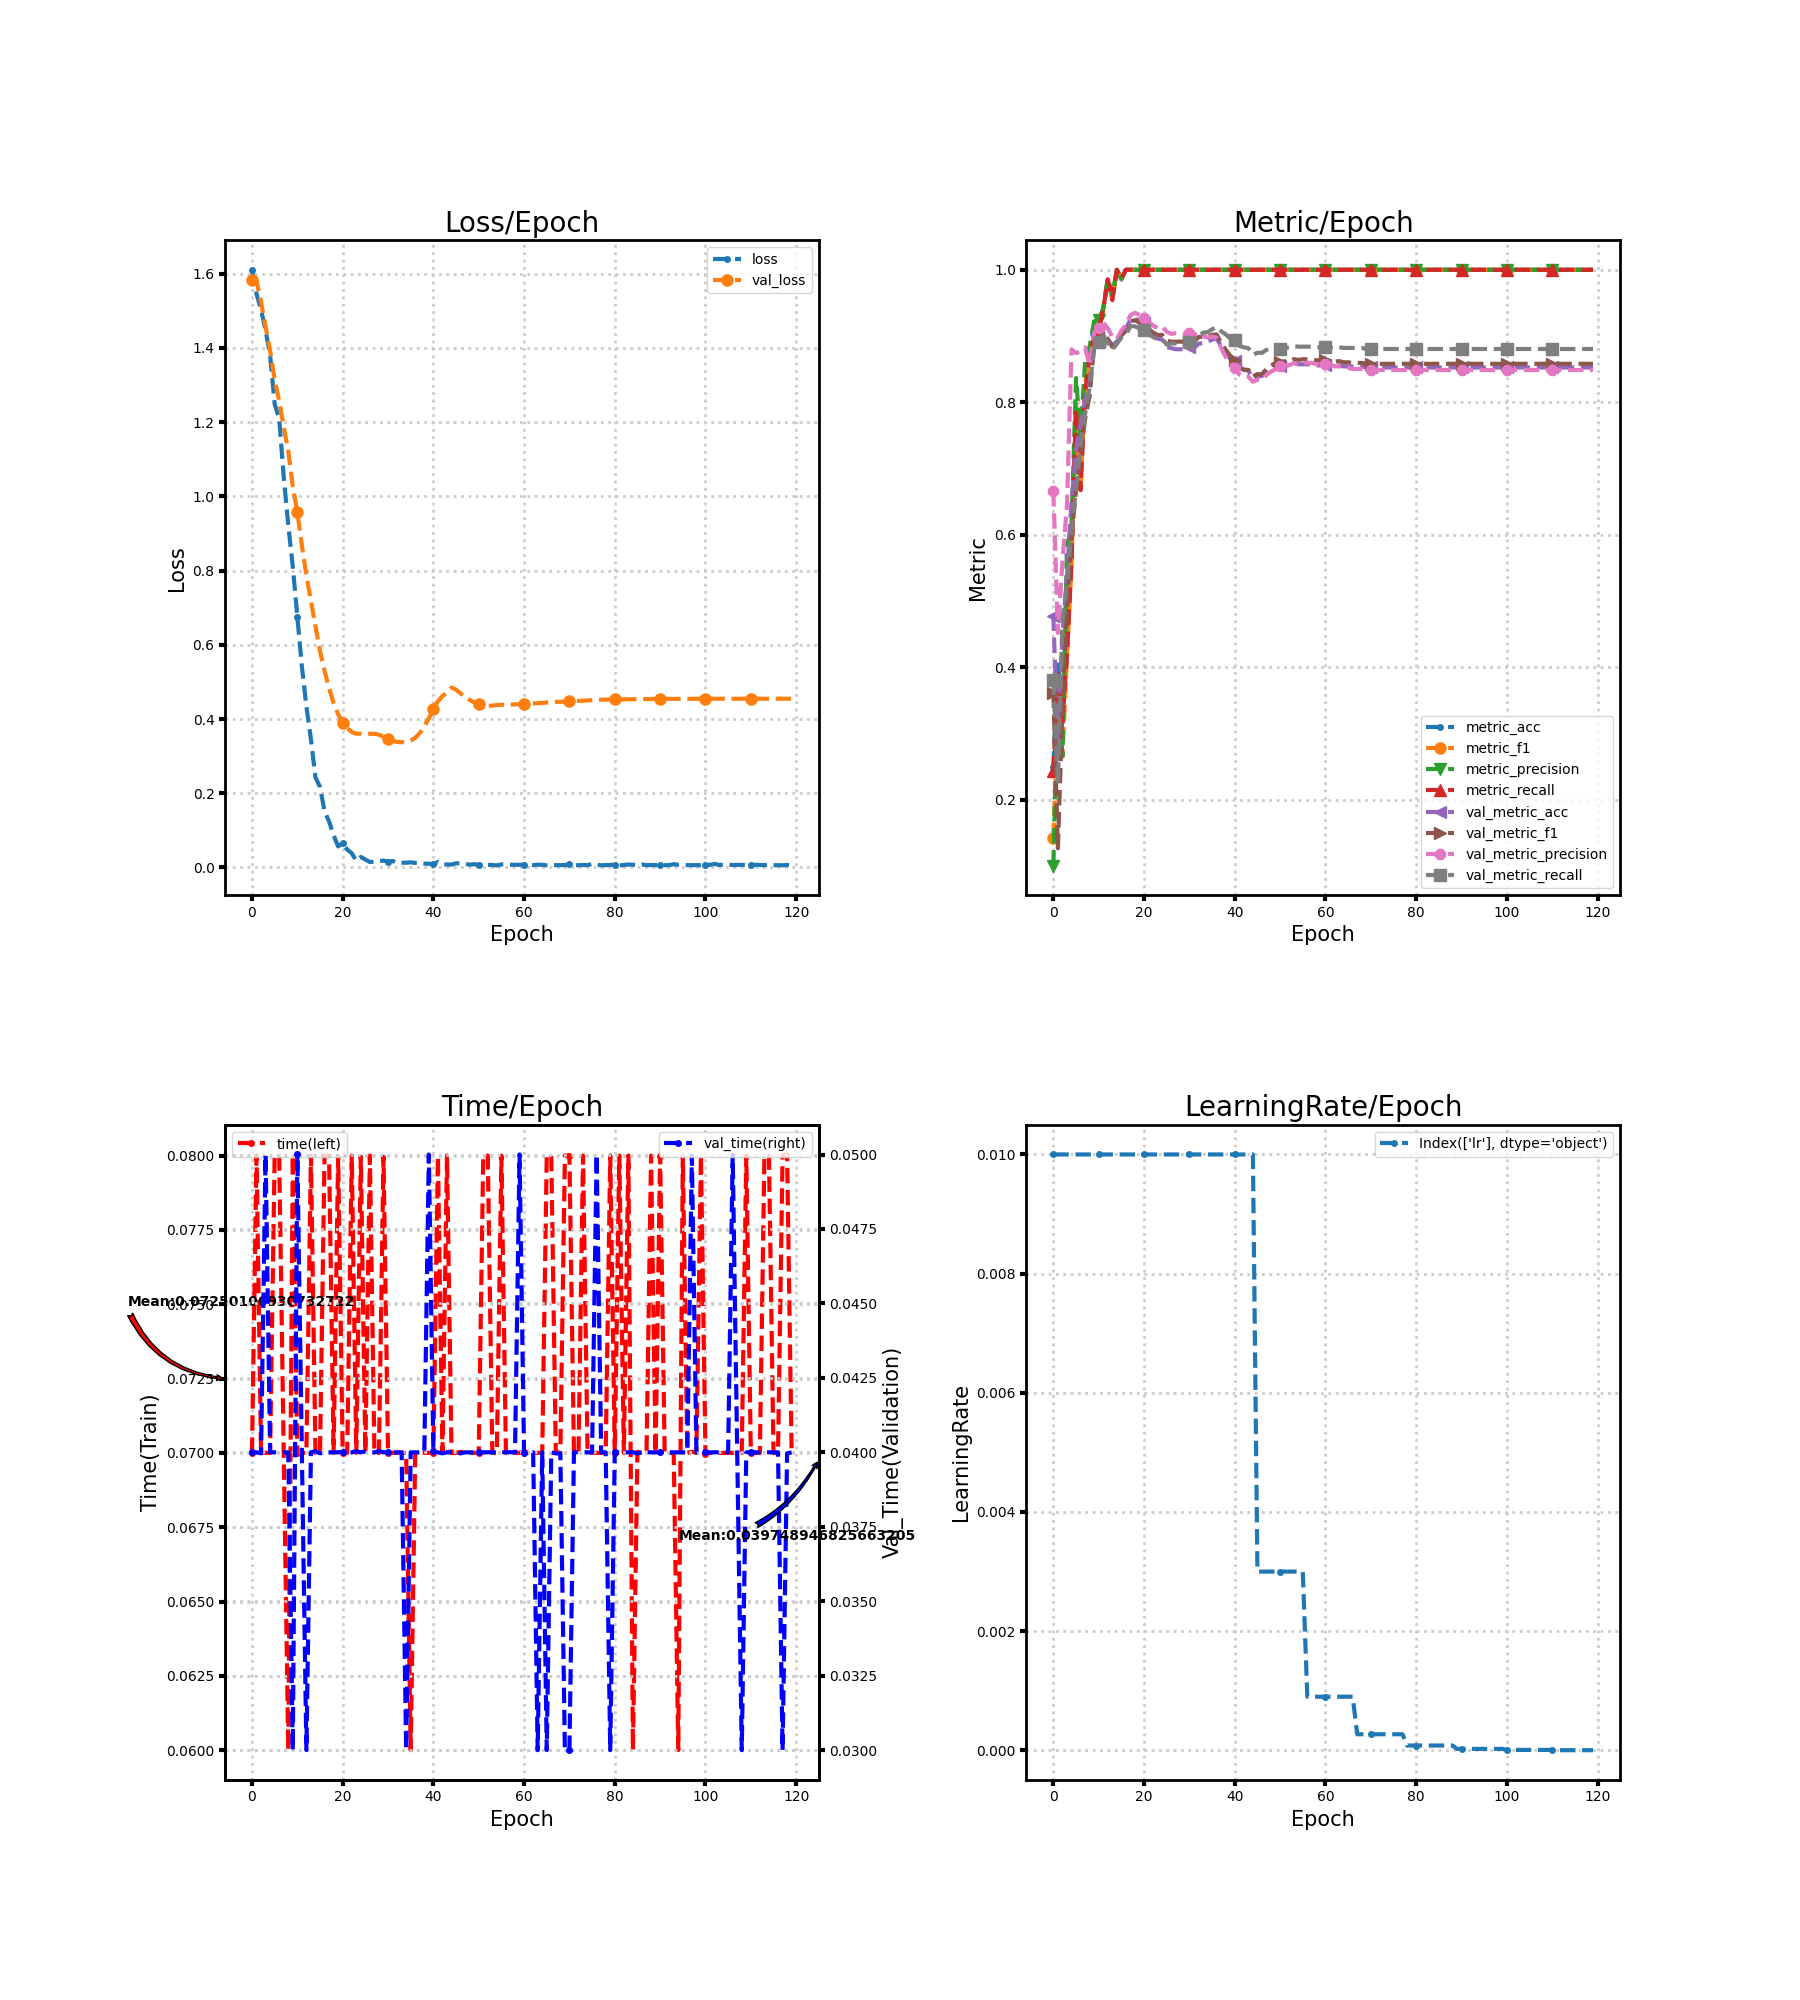 Loss/Epoch
loss
val_loss
1.6
1.4
1.2
1.0
0.8
0.6
0.4
0.2
0.0
Loss
0 20 40 60 80 100 120
Epoch
Metric/Epoch
1.0
0.8
0.6
0.4
0.2
Metric
metric_acc
metric_f1
metric_precision
metric_recall
val_metric_acc
val_metric_f1
val_metric_precision
val_metric_recall
0 20 40 60 80 100 120
Epoch
Time/Epoch
time(left)
val_time(right)
0.0800
0.0775
0.0750
0.0725
0.0700
0.0675
0.0650
0.0625
0.0600
Time(Train)
0.0500
0.0475
0.0450
0.0425
0.0400
0.0375
0.0350
0.0325
0.0300
Val_Time(Validation)
Mean:0.039748946825663205
0 20 40 60 80 100 120
Epoch
LearningRate/Epoch
Index(['lr'], dtype='object')
0.010
0.008
0.006
0.004
0.002
0.000
LearningRate
0 20 40 60 80 100 120
Epoch